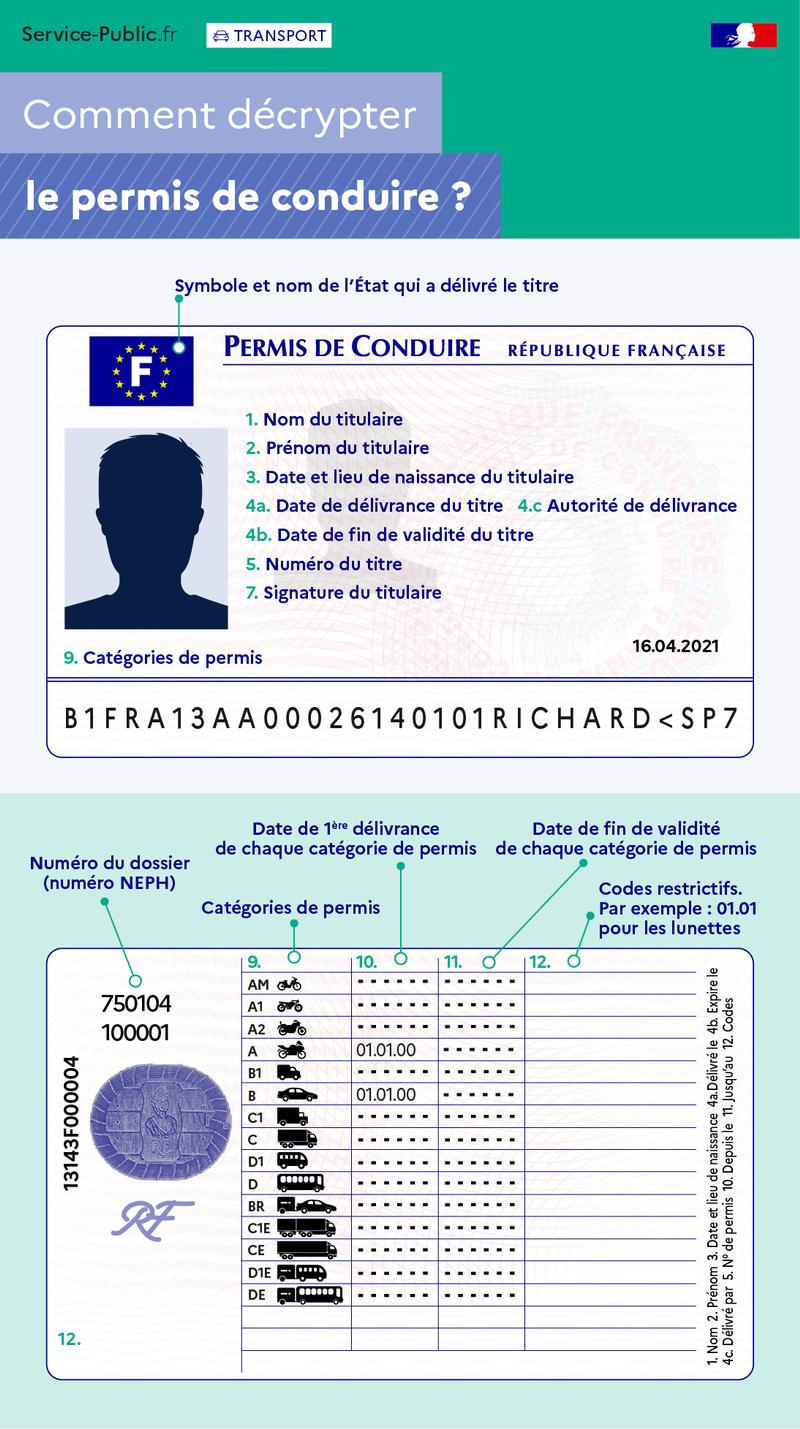 Service-Public.fr
TRANSPORT
Comment décrypter
le permis de conduire ?
Symbole et nom de l'État qui a délivré le titre
F
PERMIS DE CONDUIRE RÉPUBLIQUE FRANÇAISE
1. Nom du titulaire
2. Prénom du titulaire
3. Date et lieu de naissance du titulaire
4a. Date de délivrance du titre 4.c Autorité de délivrance
4b. Date de fin de validité du titre
5. Numéro du titre
7. Signature du titulaire
16.04.2021
9. Catégories de permis
B1FRA13AA00026140101RICHARD<SP7
Date de 1ère délivrance
de chaque catégorie de permis
Date de fin de validité
de chaque catégorie de permis
Numéro du dossier
(numéro NEPH)
Catégories de permis
Codes restrictifs.
Par exemple : 01.01
pour les lunettes
9. 10. 11. 12.
750104
100001
13143F000004
RF
12.
AM
A1
A2
A 01.01.00
B1
B 01.01.00
C1
C
D1
D
BR
C1E
CE
D1E
DE
1. Nom 2. Prénom 3. Date et lieu de naissance 4a.Délivré le 4b. Expire le
4c. Délivré par 5. Nº de permis 10. Depuis le 11. Jusqu'au 12. Codes